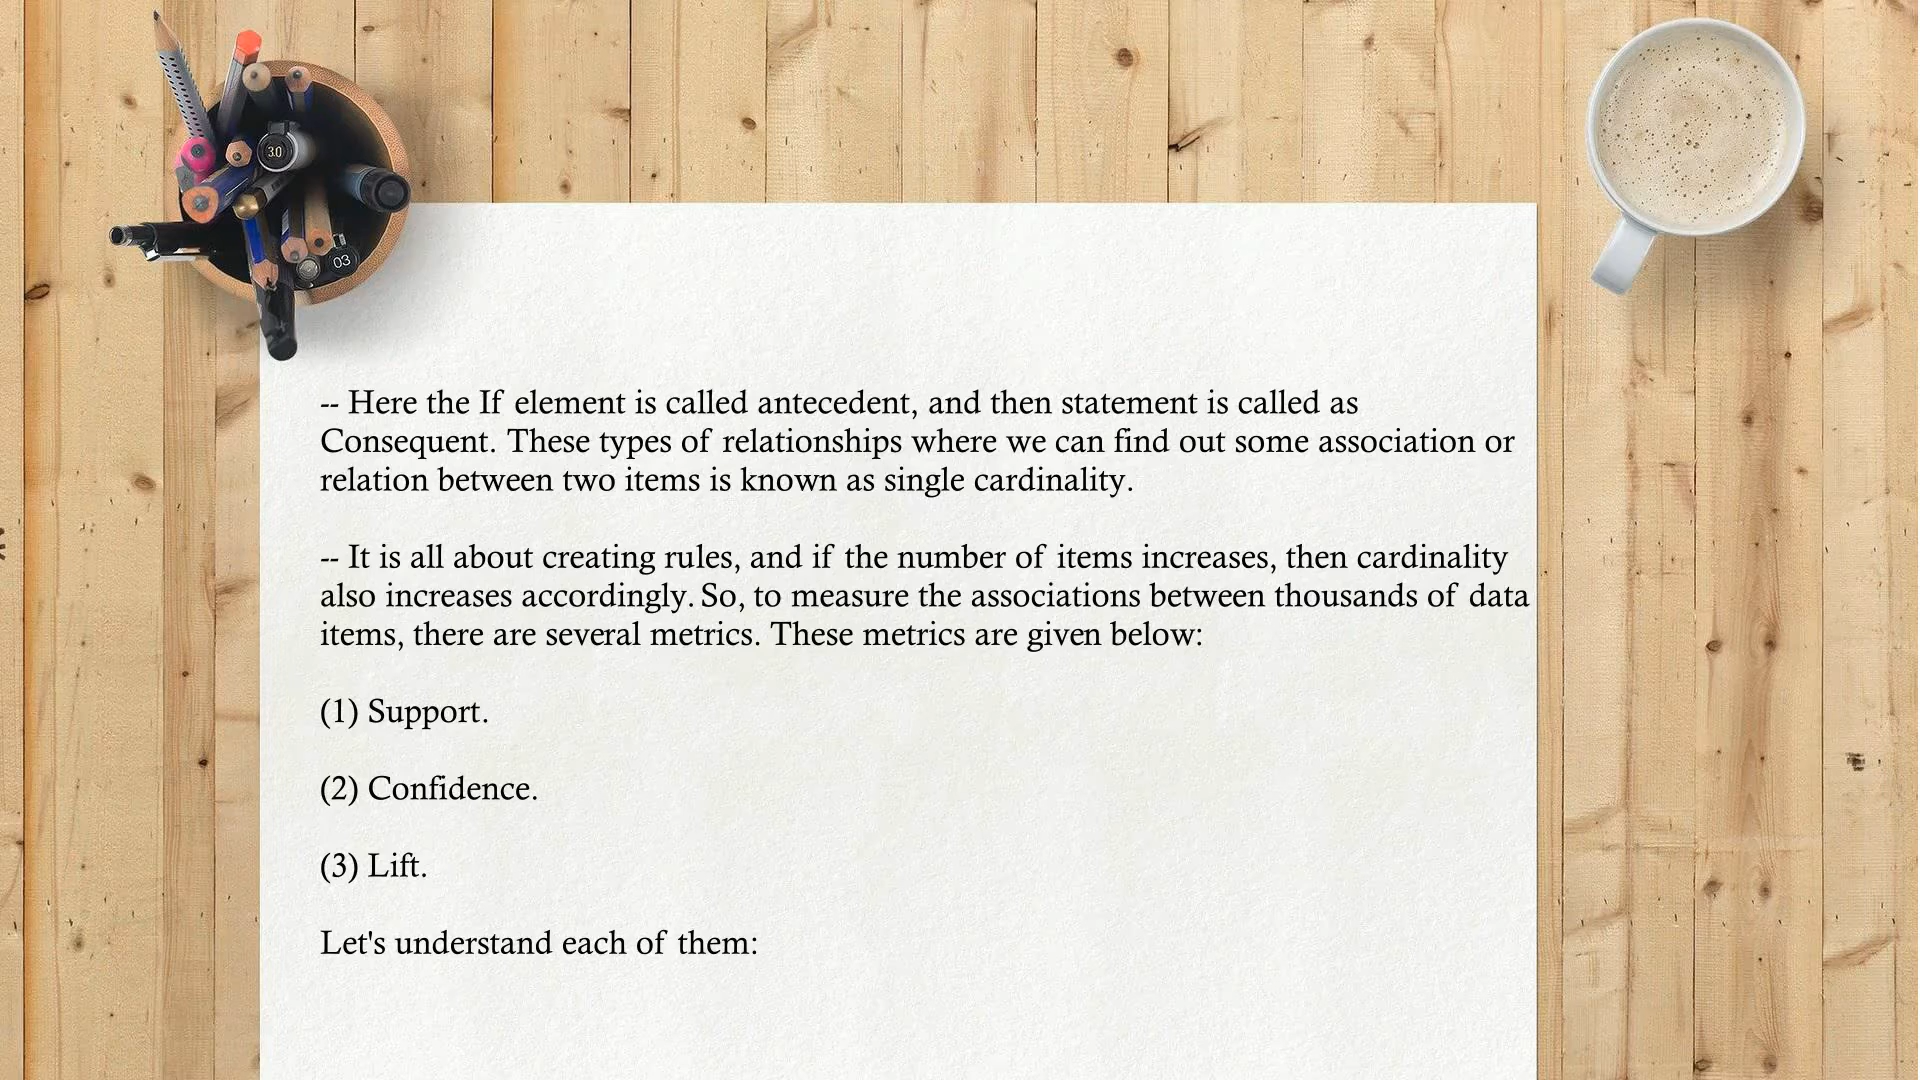 3.0
03
-- Here the If element is called antecedent, and then statement is called as
Consequent. These types of relationships where we can find out some association or
relation between two items is known as single cardinality.
-- It is all about creating rules, and if the number of items increases, then cardinality
also increases accordingly. So, to measure the associations between thousands of data
items, there are several metrics. These metrics are given below:
(1) Support.
(2) Confidence.
(3) Lift.
Let's understand each of them: